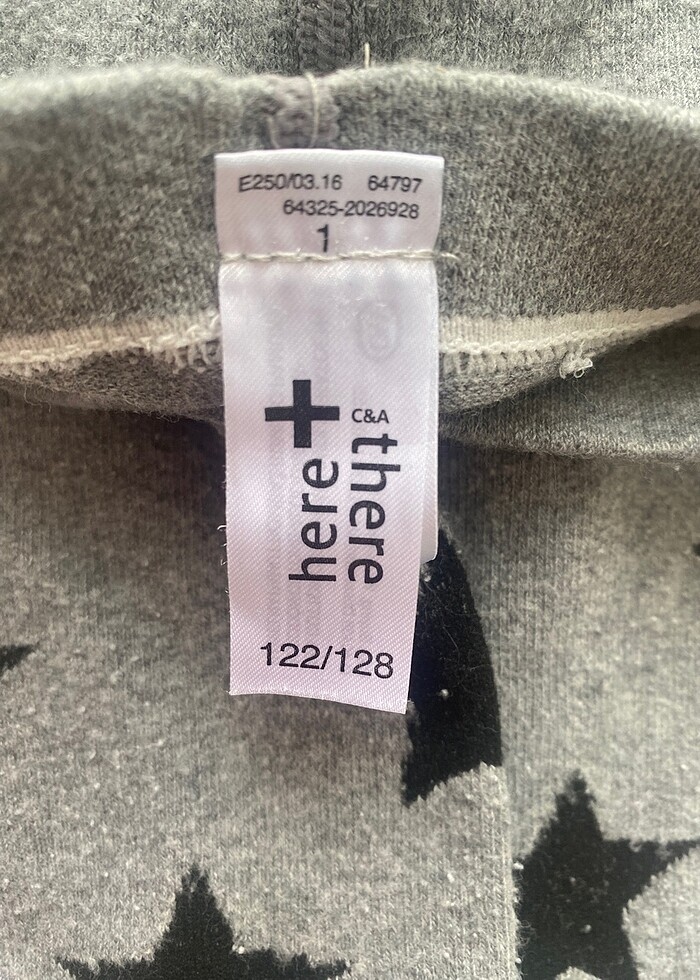 E250/03.16 64797
64325-2026928
1
here +
C&A
there
122/128